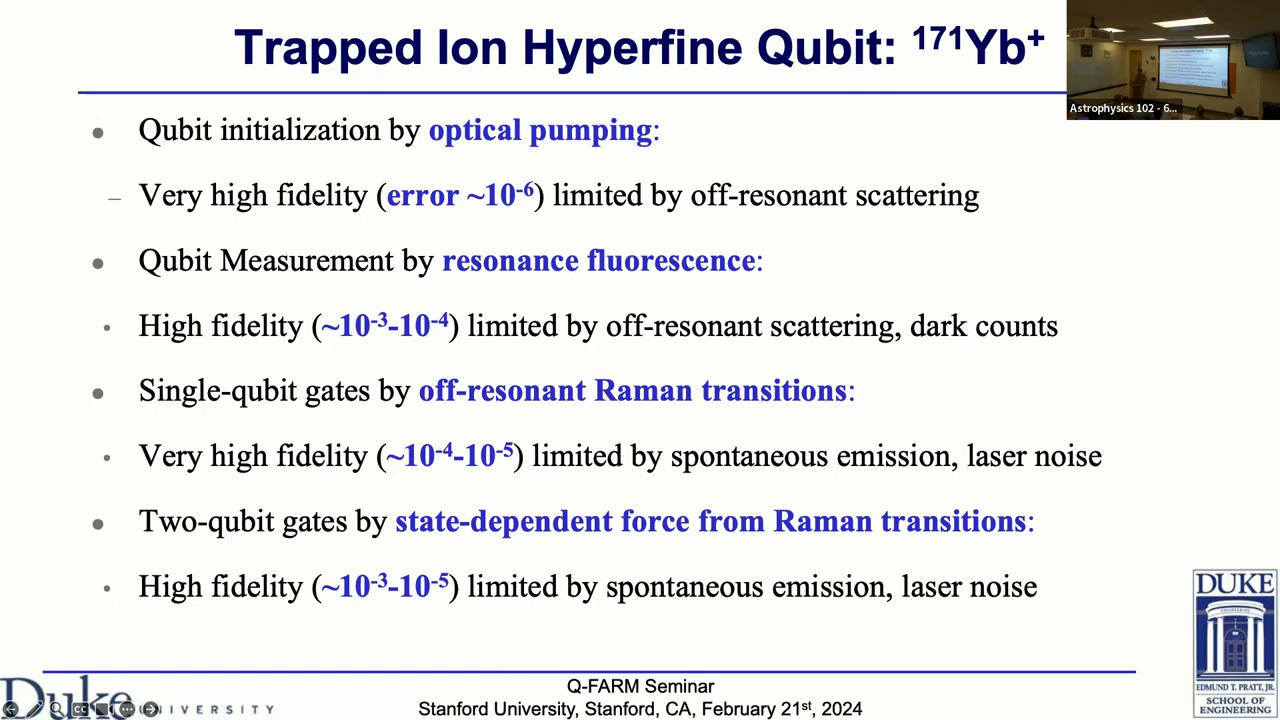 Trapped Ion Hyperfine Qubit: ¹⁷¹Yb⁺
Astrophysics 102 - 6...
● Qubit initialization by optical pumping:
– Very high fidelity (error ~10⁻⁶) limited by off-resonant scattering
● Qubit Measurement by resonance fluorescence:
• High fidelity (~10⁻³-10⁻⁴) limited by off-resonant scattering, dark counts
● Single-qubit gates by off-resonant Raman transitions:
• Very high fidelity (~10⁻⁴-10⁻⁵) limited by spontaneous emission, laser noise
● Two-qubit gates by state-dependent force from Raman transitions:
• High fidelity (~10⁻³-10⁻⁵) limited by spontaneous emission, laser noise
DUKE
EDMUND T. PRATT, JR.
SCHOOL OF
ENGINEERING
Duke
UNIVERSITY
Q-FARM Seminar
Stanford University, Stanford, CA, February 21ˢᵗ, 2024